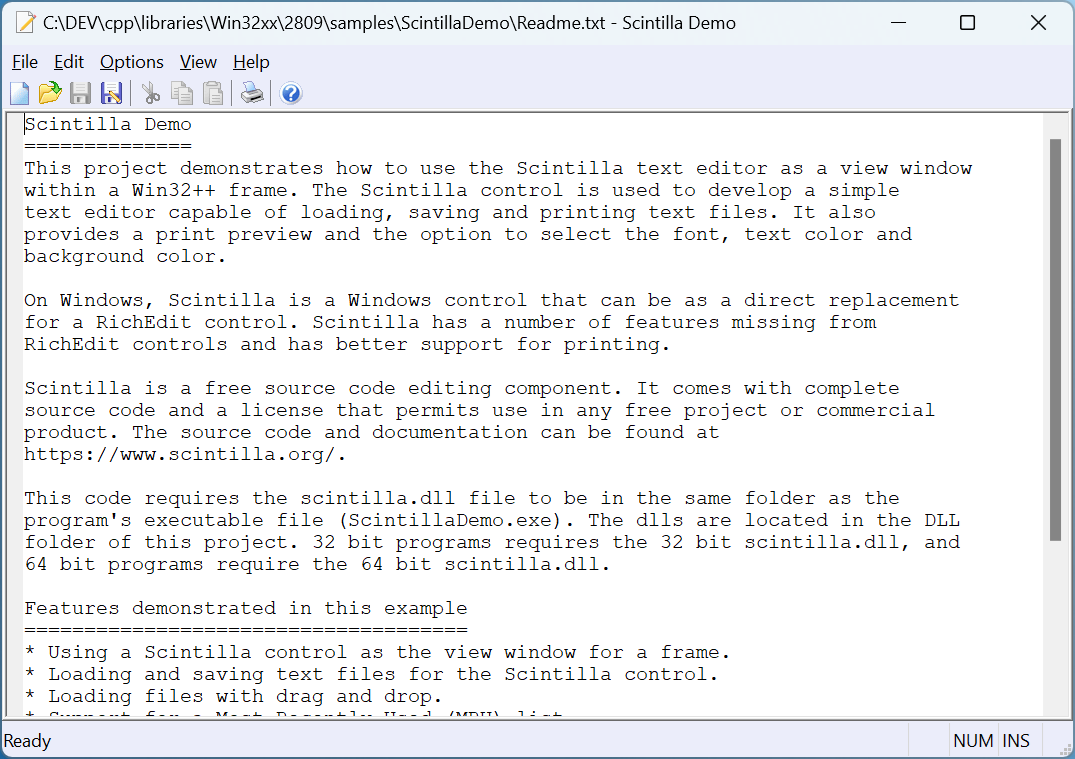 C:\DEV\cpp\libraries\Win32xx\2809\samples\ScintillaDemo\Readme.txt - Scintilla Demo
File Edit Options View Help
Scintilla Demo
==============
This project demonstrates how to use the Scintilla text editor as a view window
within a Win32++ frame. The Scintilla control is used to develop a simple
text editor capable of loading, saving and printing text files. It also
provides a print preview and the option to select the font, text color and
background color.

On Windows, Scintilla is a Windows control that can be as a direct replacement
for a RichEdit control. Scintilla has a number of features missing from
RichEdit controls and has better support for printing.

Scintilla is a free source code editing component. It comes with complete
source code and a license that permits use in any free project or commercial
product. The source code and documentation can be found at
https://www.scintilla.org/.

This code requires the scintilla.dll file to be in the same folder as the
program's executable file (ScintillaDemo.exe). The dlls are located in the DLL
folder of this project. 32 bit programs requires the 32 bit scintilla.dll, and
64 bit programs require the 64 bit scintilla.dll.

Features demonstrated in this example
=====================================
* Using a Scintilla control as the view window for a frame.
* Loading and saving text files for the Scintilla control.
* Loading files with drag and drop.
* Support for a Most Recently Used (MRU) list
Ready NUM INS